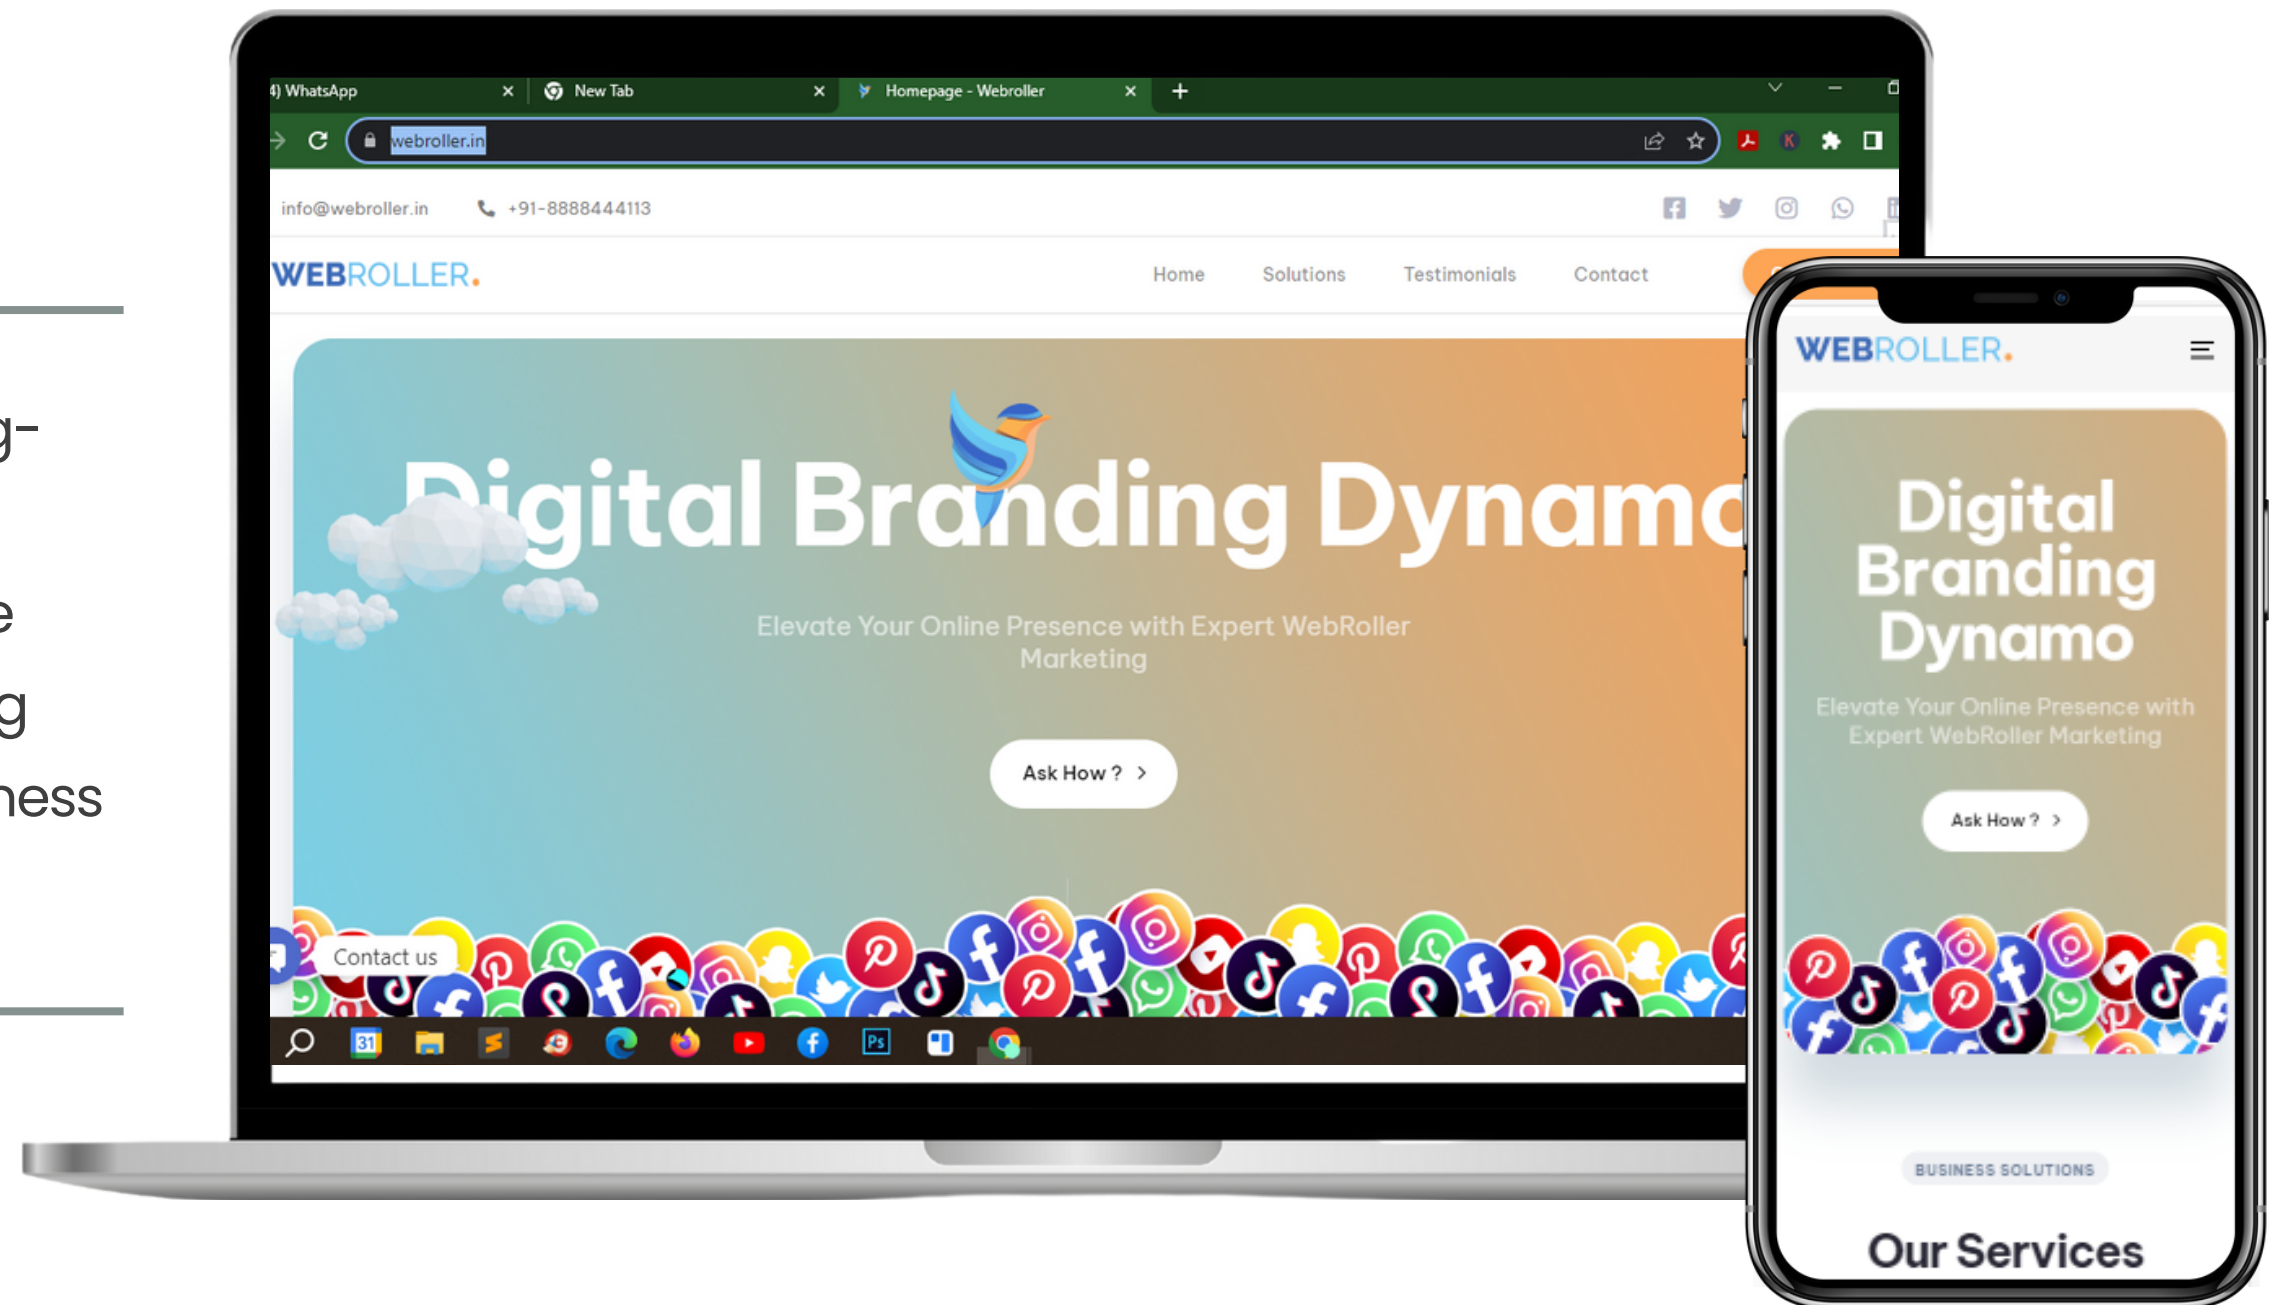 g-
e
g
ness
4) WhatsApp
New Tab
Homepage - Webroller
webroller.in
K
info@webroller.in
+91-8888444113
WEBROLLER.
Home
Solutions
Testimonials
Contact
Digital Branding Dynamo
Elevate Your Online Presence with Expert WebRoller
Marketing
Ask How ?
Contact us
31
Ps
WEBROLLER.
Digital
Branding
Dynamo
Elevate Your Online Presence with
Expert WebRoller Marketing
Ask How ?
BUSINESS SOLUTIONS
Our Services